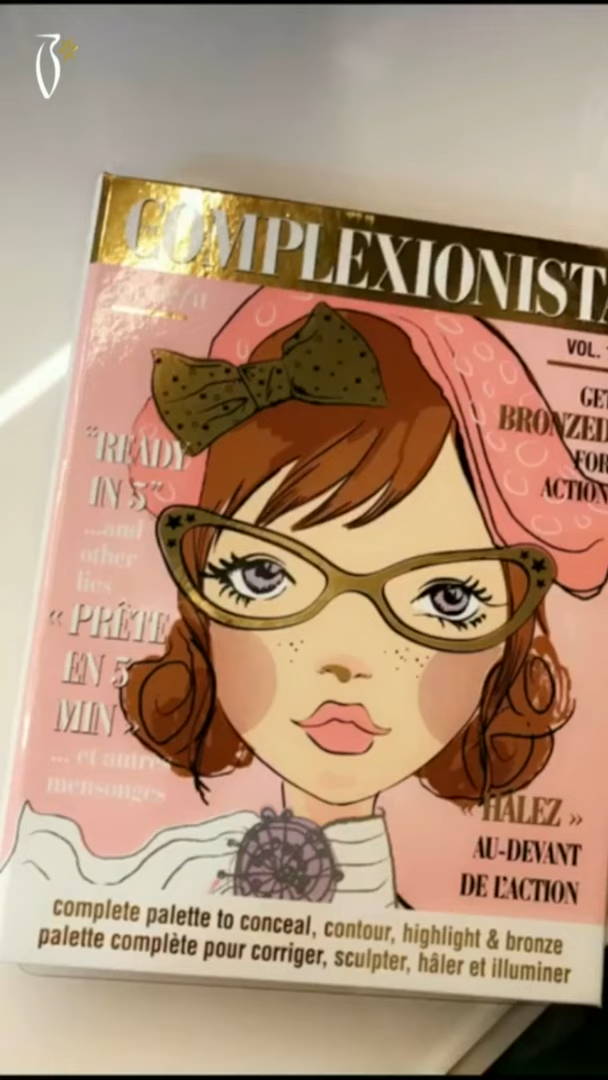 COMPLEXIONISTA
VOL.
GET
BRONZED
FOR
ACTION
"READY
IN 5"
...and
other
lies
« PRÊTE
EN 5
MIN »
... et autres
mensonges
« HÂLEZ »
AU-DEVANT
DE L'ACTION
complete palette to conceal, contour, highlight & bronze
palette complète pour corriger, sculpter, hâler et illuminer